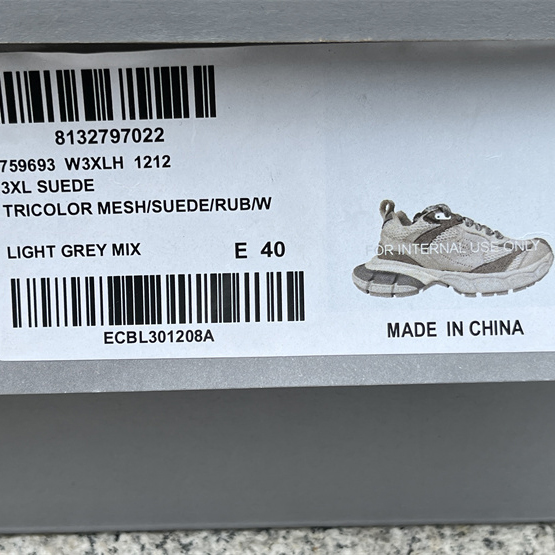 8132797022
759693 W3XLH 1212
3XL SUEDE
TRICOLOR MESH/SUEDE/RUB/W
LIGHT GREY MIX E 40
FOR INTERNAL USE ONLY
ECBL301208A
MADE IN CHINA